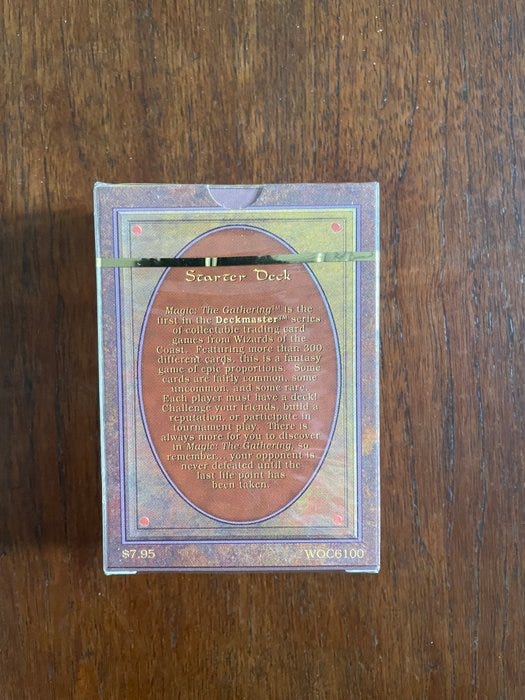 Starter Deck
Magic: The Gathering™ is the
first in the Deckmaster™ series
of collectable trading card
games from Wizards of the
Coast. Featuring more than 300
different cards, this is a fantasy
game of epic proportions. Some
cards are fairly common, some
uncommon, and some rare.
Each player must have a deck!
Challenge your friends, build a
reputation, or participate in
tournament play. There is
always more for you to discover
in Magic: The Gathering, so
remember... your opponent is
never defeated until the
last life point has
been taken.
$7.95 WOC6100